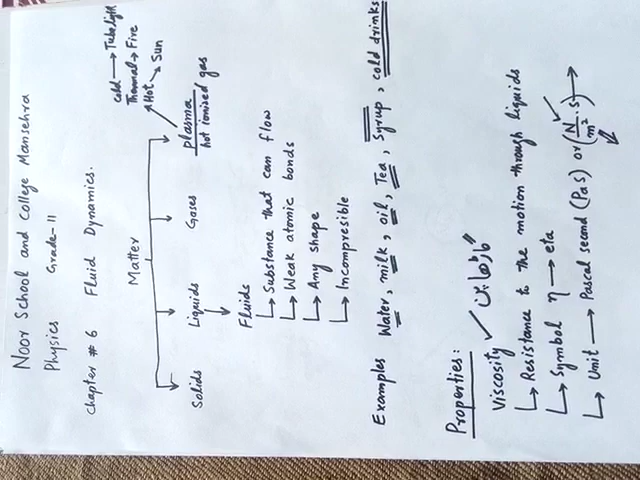 Noor School and College Mansehra
Physics Grade-11
Chapter # 6 Fluid Dynamics.
Matter
Solids Liquids Gases plasma
hot ionized gas
cold → Tubelight
Thermal → Fire
Hot → Sun
Fluids
Substance that can flow
Weak atomic bonds
Any shape
Incompresible
Examples Water, milk, oil, Tea, Syrup, cold drinks
Properties:
Viscosity ✓ گاڑھاپن
Resistance to the motion through liquids
Symbol η → eta
Unit → Pascal second (Pa s) or (N/m² . s)